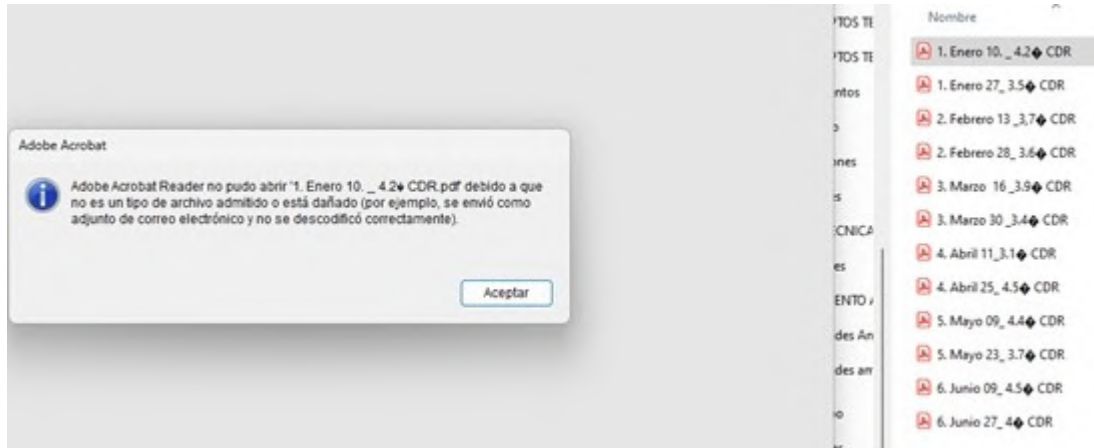 Adobe Acrobat
Adobe Acrobat Reader no pudo abrir '1. Enero 10. _ 4.2� CDR.pdf' debido a que
no es un tipo de archivo admitido o está dañado (por ejemplo, se envió como
adjunto de correo electrónico y no se descodificó correctamente).
Aceptar
PTOS TE
PTOS TE
ntos
nes
ECNICA
es
ENTO
des An
des am
Nombre
1. Enero 10. _ 4.2� CDR
1. Enero 27_ 3.5� CDR
2. Febrero 13 _3,7� CDR
2. Febrero 28_ 3.6� CDR
3. Marzo 16 _3.9� CDR
3. Marzo 30 _3.4� CDR
4. Abril 11_3.1� CDR
4. Abril 25_ 4.5� CDR
5. Mayo 09_ 4.4� CDR
5. Mayo 23_ 3.7� CDR
6. Junio 09_ 4.5� CDR
6. Junio 27_ 4� CDR